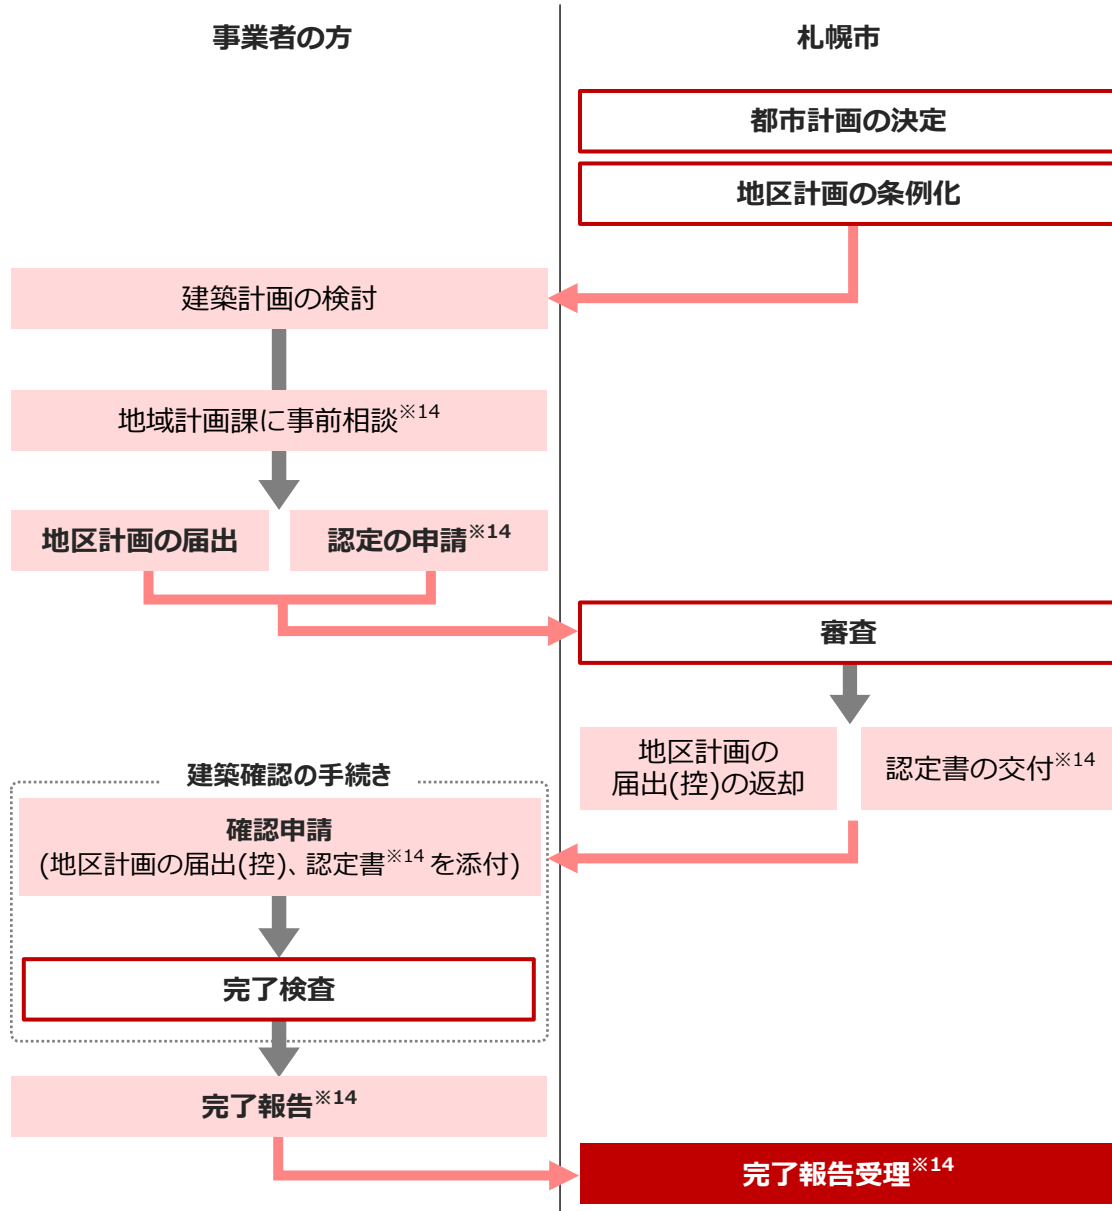 事業者の方
札幌市
都市計画の決定
地区計画の条例化
建築計画の検討
地域計画課に事前相談※14
地区計画の届出
認定の申請※14
審査
地区計画の
届出(控)の返却
認定書の交付※14
建築確認の手続き
確認申請
(地区計画の届出(控)、認定書※14 を添付)
完了検査
完了報告※14
完了報告受理※14